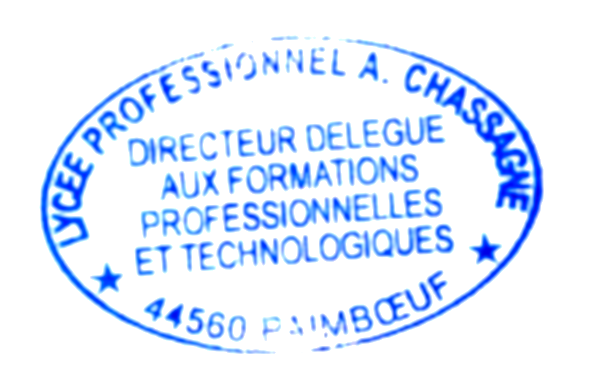 LYCEE PROFESSIONNEL A. CHASSAGNE
DIRECTEUR DELEGUE
AUX FORMATIONS
PROFESSIONNELLES
ET TECHNOLOGIQUES
44560 PAIMBŒUF